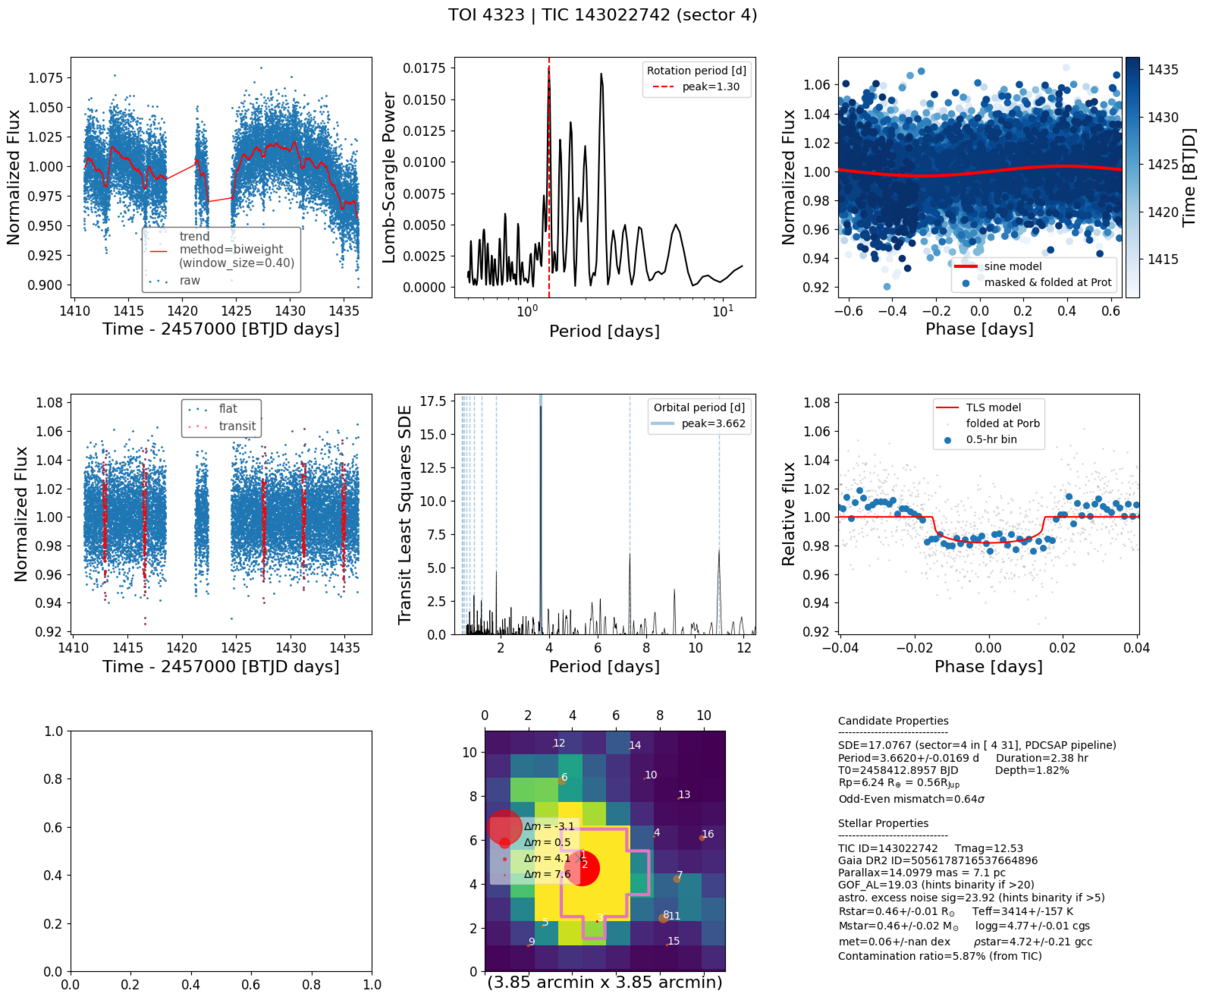 TOI 4323 | TIC 143022742 (sector 4)
Normalized Flux
1.075
1.050
1.025
1.000
0.975
0.950
0.925
0.900
trend
method=biweight
(window_size=0.40)
raw
1410 1415 1420 1425 1430 1435
Time - 2457000 [BTJD days]
Lomb-Scargle Power
0.0175
0.0150
0.0125
0.0100
0.0075
0.0050
0.0025
0.0000
Rotation period [d]
peak=1.30
10⁰ 10¹
Period [days]
Normalized Flux
1.06
1.04
1.02
1.00
0.98
0.96
0.94
0.92
sine model
masked & folded at Prot
−0.6 −0.4 −0.2 0.0 0.2 0.4 0.6
Phase [days]
1435
1430
1425
1420
1415
Time [BTJD]
Normalized Flux
1.08
1.06
1.04
1.02
1.00
0.98
0.96
0.94
0.92
flat
transit
1410 1415 1420 1425 1430 1435
Time - 2457000 [BTJD days]
Transit Least Squares SDE
17.5
15.0
12.5
10.0
7.5
5.0
2.5
0.0
Orbital period [d]
peak=3.662
2 4 6 8 10 12
Period [days]
Relative flux
1.08
1.06
1.04
1.02
1.00
0.98
0.96
0.94
0.92
TLS model
folded at Porb
0.5-hr bin
−0.04 −0.02 0.00 0.02 0.04
Phase [days]
1.0
0.8
0.6
0.4
0.2
0.0
0.0 0.2 0.4 0.6 0.8 1.0
0 2 4 6 8 10
10
8
6
4
2
0
12
14
6
10
13
Δm = -3.1
Δm = 0.5
Δm = 4.1
Δm = 7.6
4
16
1
2
7
3
5
8
11
9
15
(3.85 arcmin x 3.85 arcmin)
Candidate Properties
------------------------------
SDE=17.0767 (sector=4 in [ 4 31], PDCSAP pipeline)
Period=3.6620+/-0.0169 d Duration=2.38 hr
T0=2458412.8957 BJD Depth=1.82%
Rp=6.24 R⊕ = 0.56RJup
Odd-Even mismatch=0.64σ
Stellar Properties
------------------------------
TIC ID=143022742 Tmag=12.53
Gaia DR2 ID=5056178716537664896
Parallax=14.0979 mas = 7.1 pc
GOF_AL=19.03 (hints binarity if >20)
astro. excess noise sig=23.92 (hints binarity if >5)
Rstar=0.46+/-0.01 R⊙ Teff=3414+/-157 K
Mstar=0.46+/-0.02 M⊙ logg=4.77+/-0.01 cgs
met=0.06+/-nan dex ρstar=4.72+/-0.21 gcc
Contamination ratio=5.87% (from TIC)